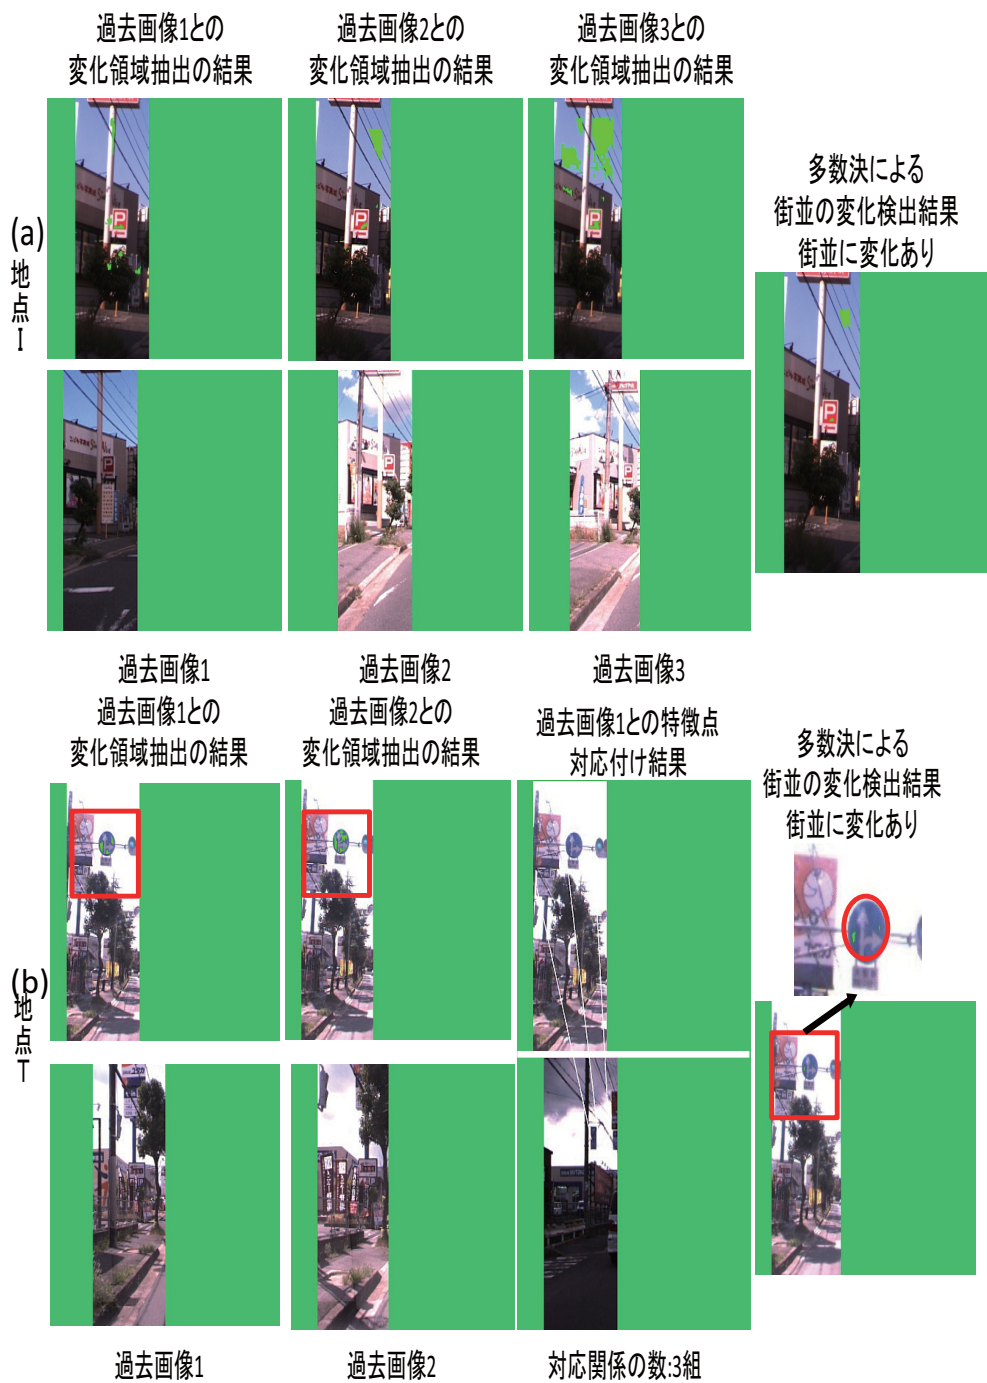 過去画像1との
変化領域抽出の結果
過去画像2との
変化領域抽出の結果
過去画像3との
変化領域抽出の結果
多数決による
街並の変化検出結果
街並に変化あり
(a)
地点I
P
P
P
P
P
P
P
過去画像1
過去画像2
過去画像3
過去画像1との
変化領域抽出の結果
過去画像2との
変化領域抽出の結果
過去画像1との特徴点
対応付け結果
多数決による
街並の変化検出結果
街並に変化あり
(b)
地点T
過去画像1
過去画像2
対応関係の数:3組